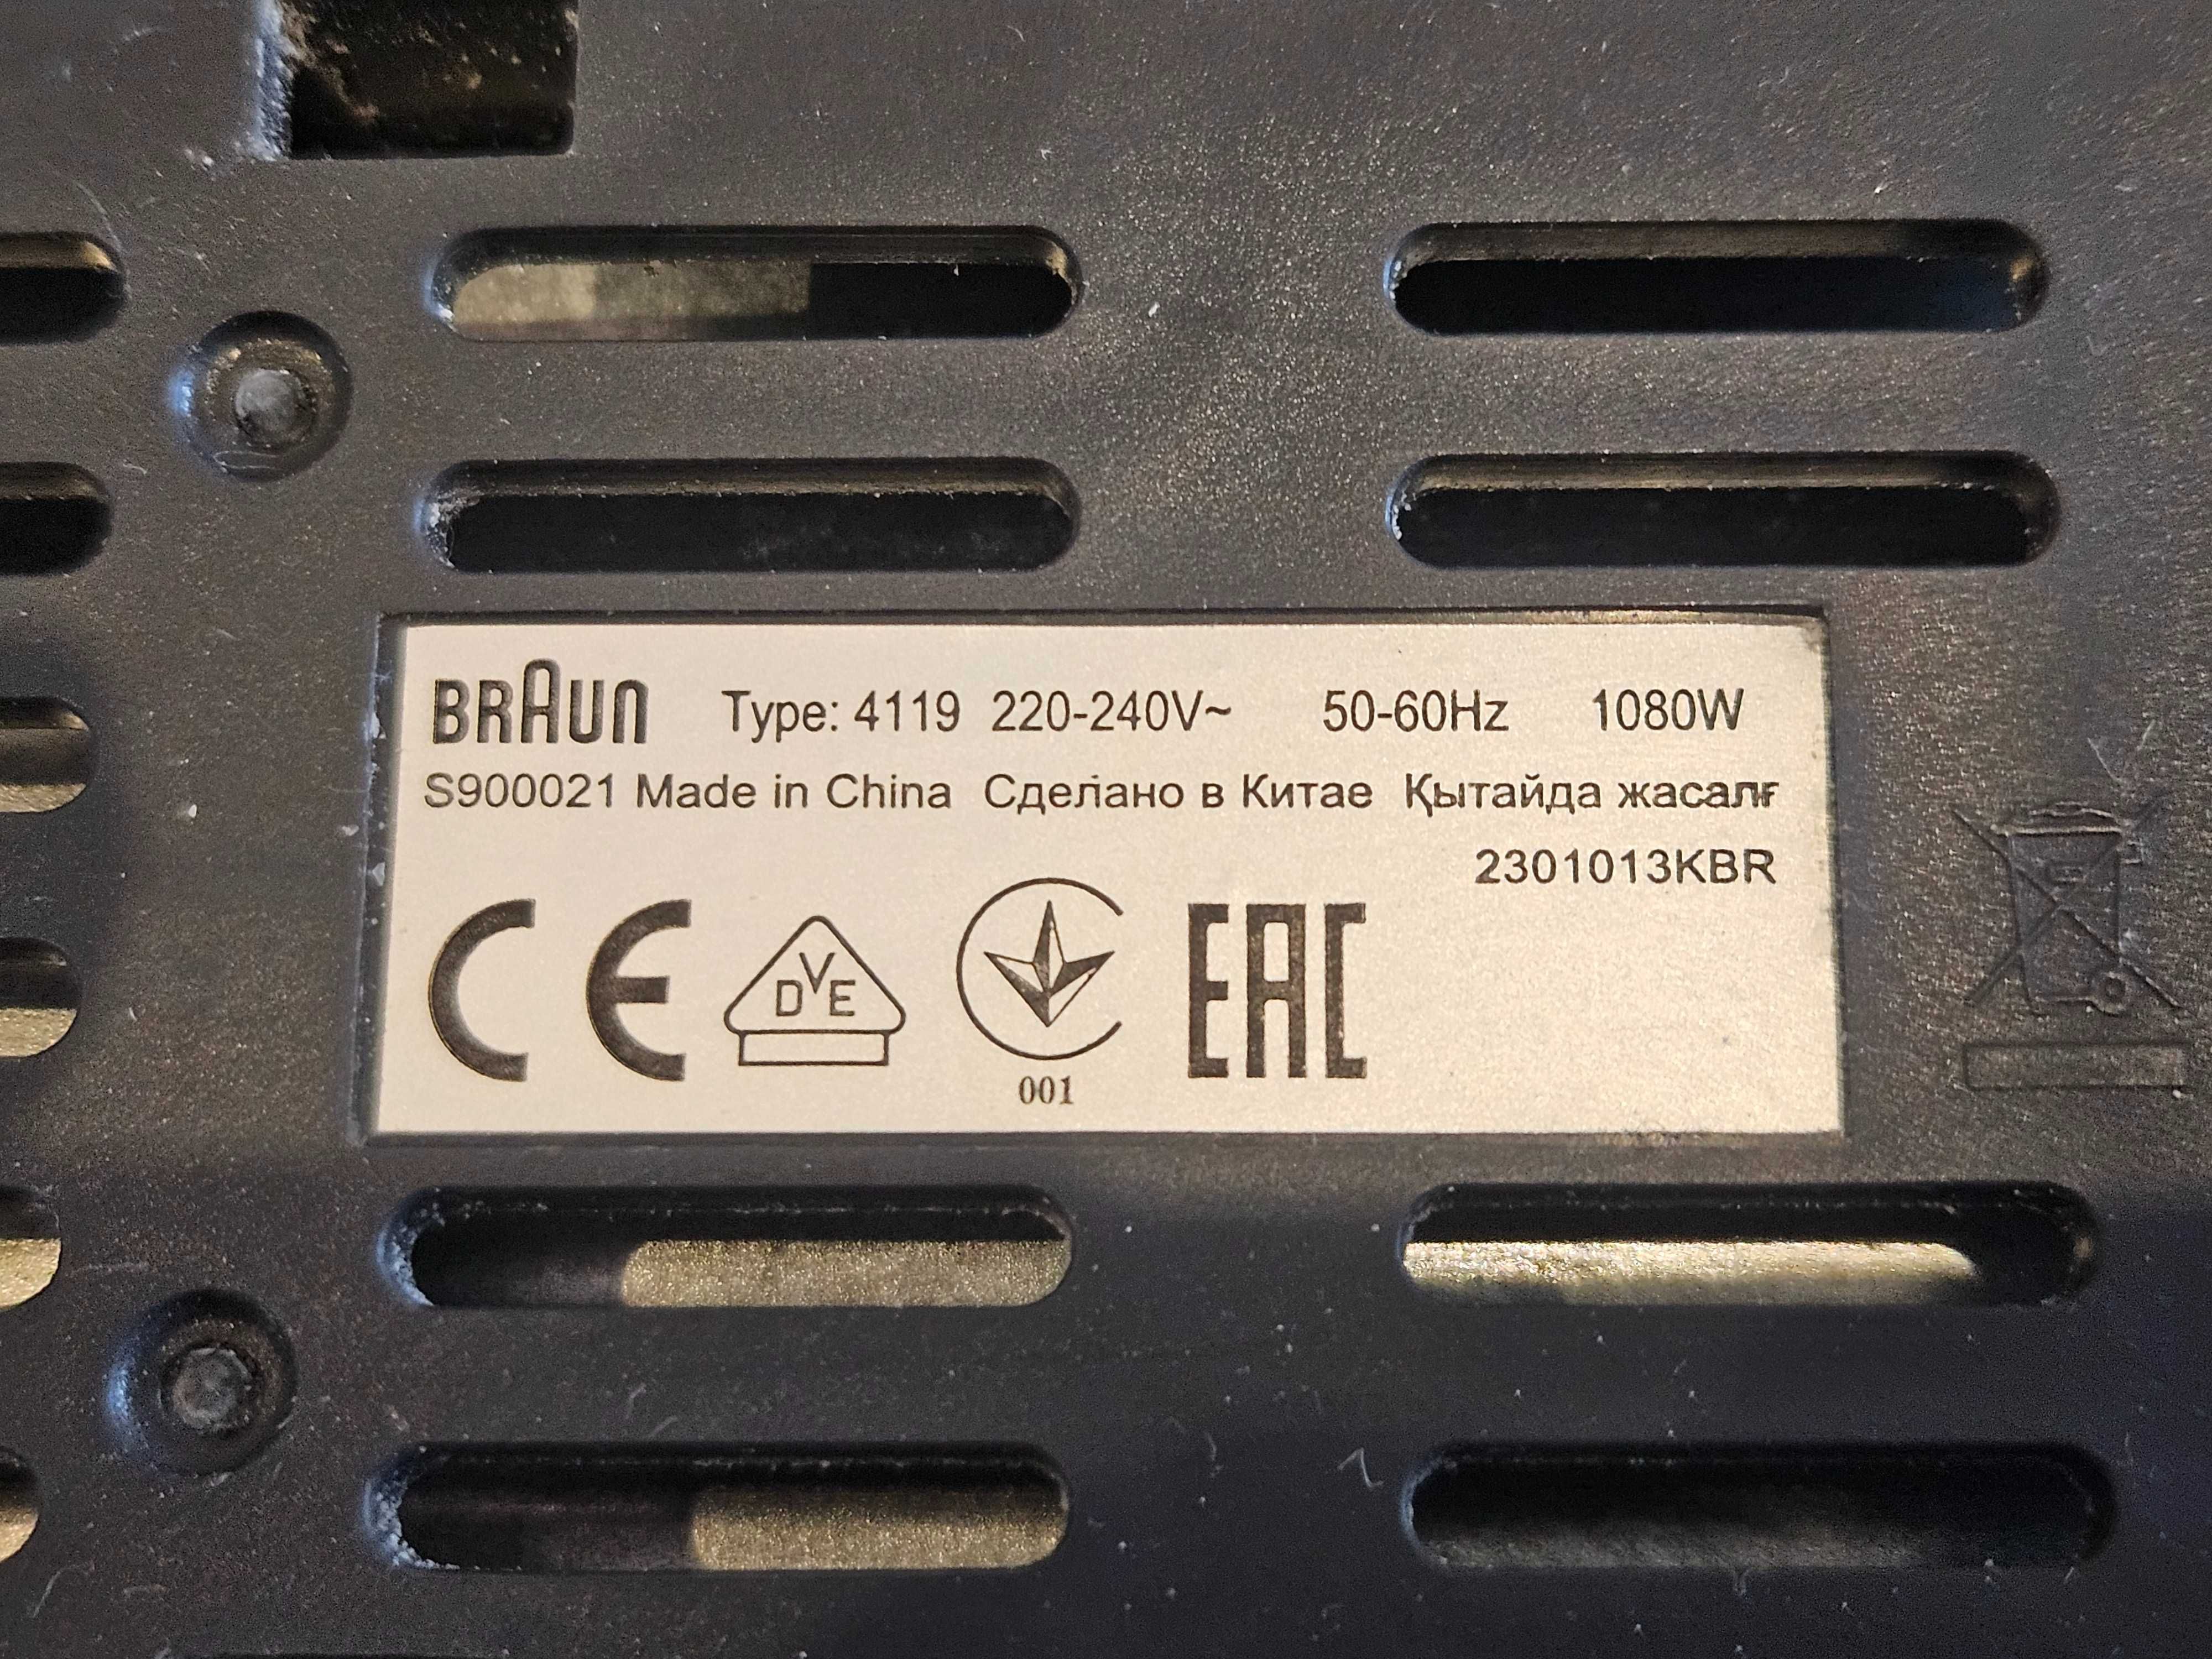 BRAUN Type: 4119 220-240V~ 50-60Hz 1080W
S900021 Made in China Сделано в Китае Қытайда жасалғ
2301013KBR
CE DVE EAC
001